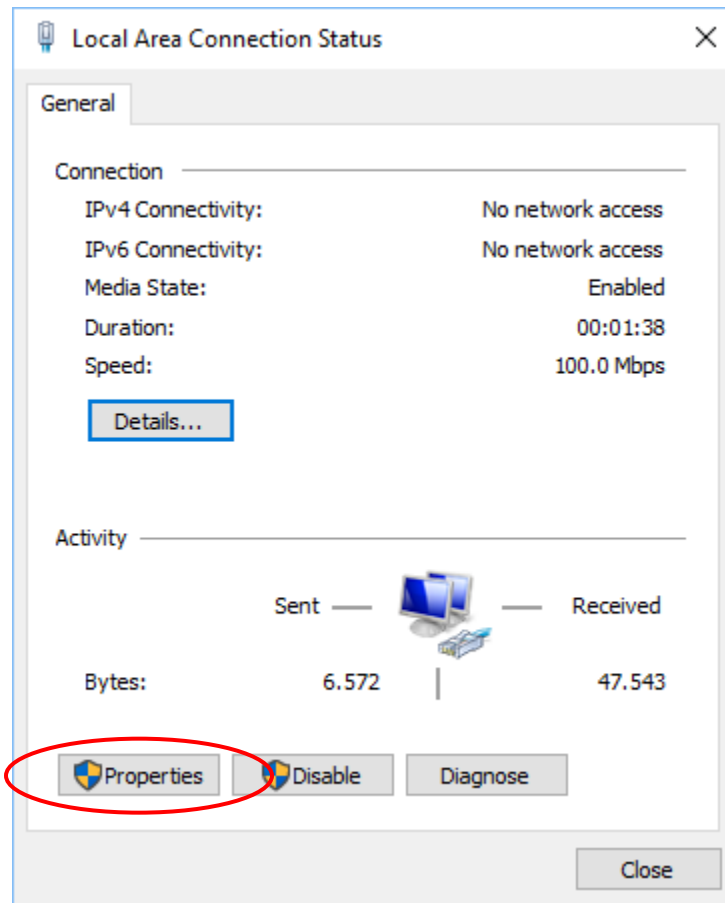 Local Area Connection Status
General
Connection
IPv4 Connectivity: No network access
IPv6 Connectivity: No network access
Media State: Enabled
Duration: 00:01:38
Speed: 100.0 Mbps
Details...
Activity
Sent Received
Bytes: 6.572 47.543
Properties Disable Diagnose
Close